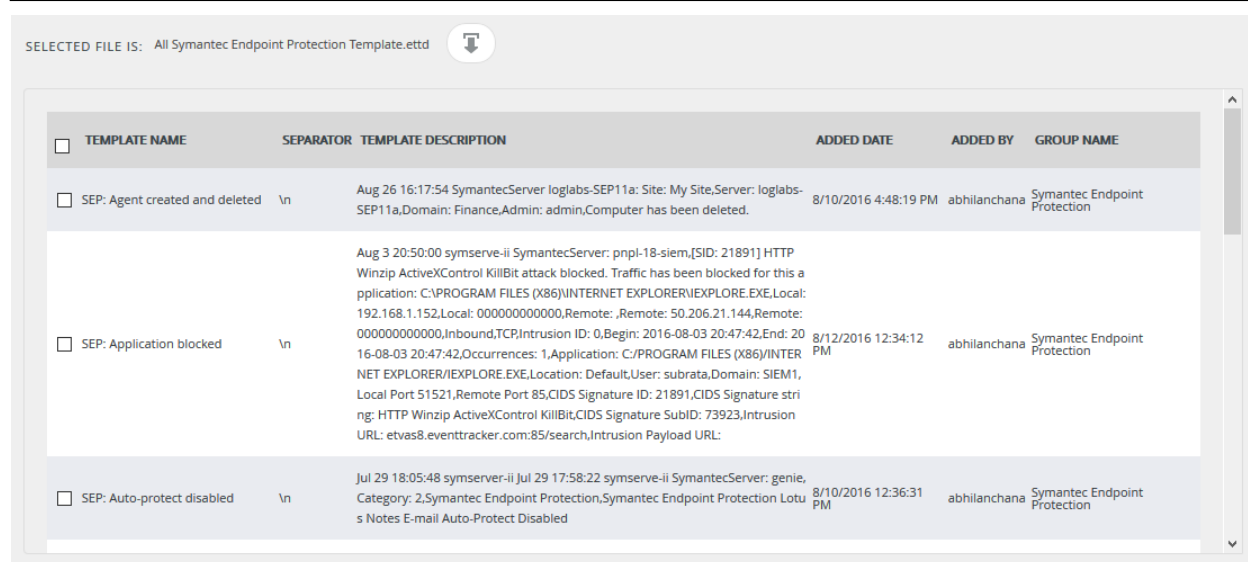 SELECTED FILE IS: All Symantec Endpoint Protection Template.ettd
TEMPLATE NAME SEPARATOR TEMPLATE DESCRIPTION ADDED DATE ADDED BY GROUP NAME
SEP: Agent created and deleted \n
Aug 26 16:17:54 SymantecServer loglabs-SEP11a: Site: My Site,Server: loglabs-
SEP11a,Domain: Finance,Admin: admin,Computer has been deleted.
8/10/2016 4:48:19 PM abhilanchana
Symantec Endpoint
Protection
SEP: Application blocked \n
Aug 3 20:50:00 symserve-ii SymantecServer: pnpl-18-siem,[SID: 21891] HTTP
Winzip ActiveXControl KillBit attack blocked. Traffic has been blocked for this a
pplication: C:\PROGRAM FILES (X86)\INTERNET EXPLORER\IEXPLORE.EXE,Local:
192.168.1.152,Local: 000000000000,Remote: ,Remote: 50.206.21.144,Remote:
000000000000,Inbound,TCP,Intrusion ID: 0,Begin: 2016-08-03 20:47:42,End: 20
16-08-03 20:47:42,Occurrences: 1,Application: C:/PROGRAM FILES (X86)/INTER
NET EXPLORER/IEXPLORE.EXE,Location: Default,User: subrata,Domain: SIEM1,
Local Port 51521,Remote Port 85,CIDS Signature ID: 21891,CIDS Signature stri
ng: HTTP Winzip ActiveXControl KillBit,CIDS Signature SubID: 73923,Intrusion
URL: etvas8.eventtracker.com:85/search,Intrusion Payload URL:
8/12/2016 12:34:12
PM
abhilanchana
Symantec Endpoint
Protection
SEP: Auto-protect disabled \n
Jul 29 18:05:48 symserver-ii Jul 29 17:58:22 symserve-ii SymantecServer: genie,
Category: 2,Symantec Endpoint Protection,Symantec Endpoint Protection Lotu
s Notes E-mail Auto-Protect Disabled
8/10/2016 12:36:31
PM
abhilanchana
Symantec Endpoint
Protection